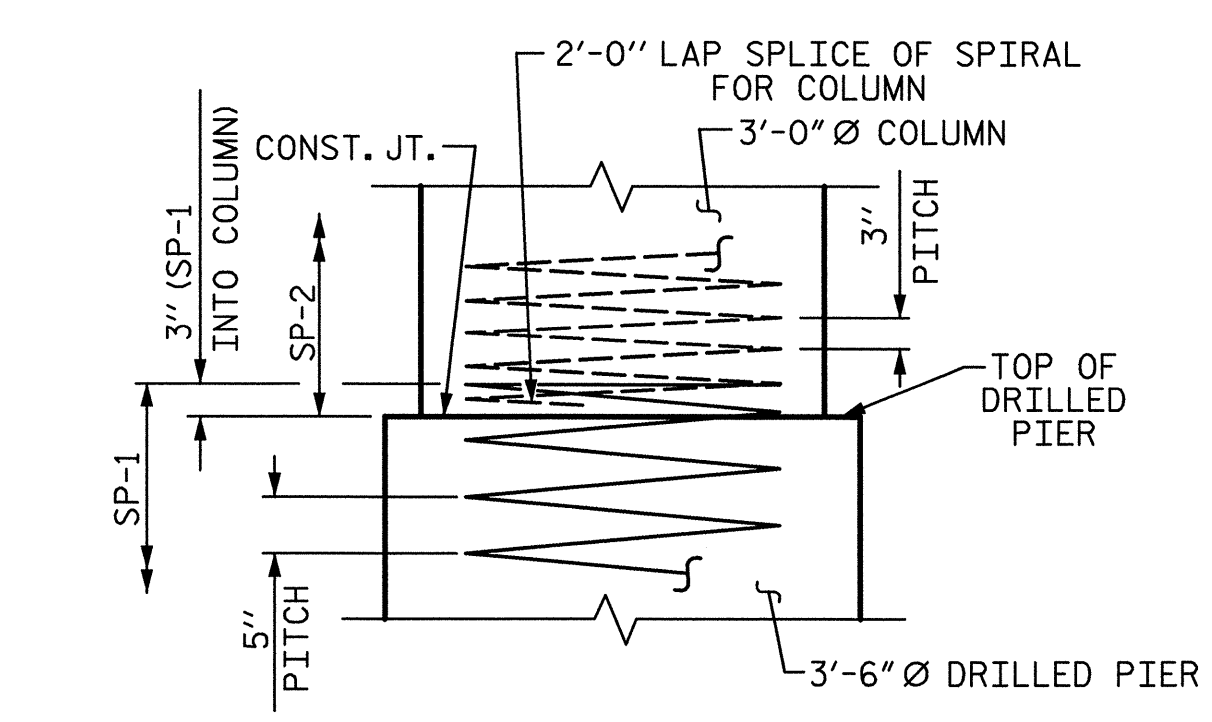 2'-0" LAP SPLICE OF SPIRAL
FOR COLUMN
3'-0" Ø COLUMN
CONST. JT.
3" (SP-1
INTO COLUMN)
SP-2
3"
PITCH
TOP OF
DRILLED
PIER
SP-1
5"
PITCH
3'-6" Ø DRILLED PIER